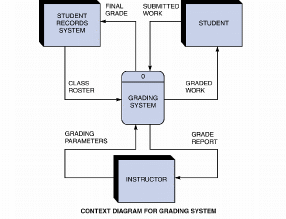 STUDENT
RECORDS
SYSTEM
FINAL
GRADE
SUBMITTED
WORK
STUDENT
CLASS
ROSTER
0
GRADING
SYSTEM
GRADED
WORK
GRADING
PARAMETERS
GRADE
REPORT
INSTRUCTOR
CONTEXT DIAGRAM FOR GRADING SYSTEM